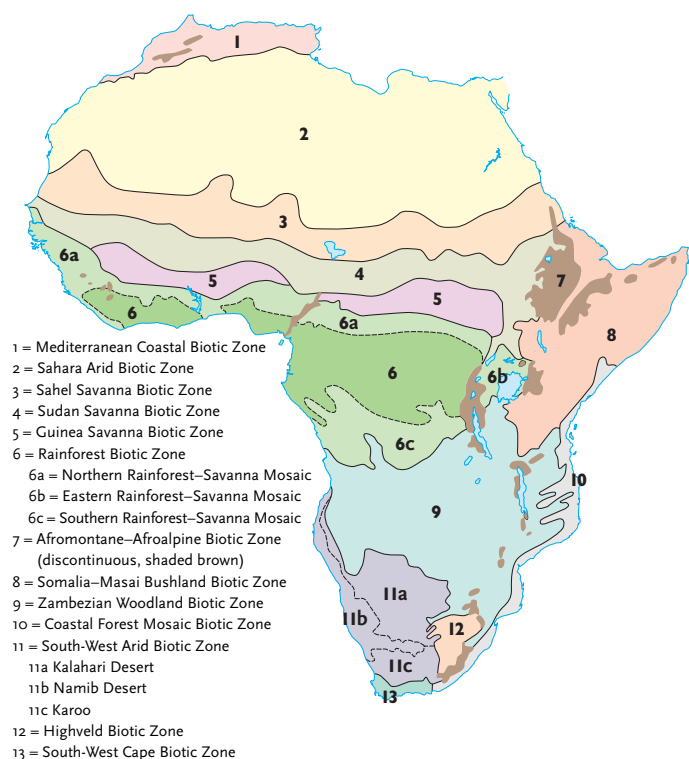 1
2
3
4
5
5
6a
6
6a
6
6b
6c
7
8
9
10
11a
11b
11c
12
13
1 = Mediterranean Coastal Biotic Zone
2 = Sahara Arid Biotic Zone
3 = Sahel Savanna Biotic Zone
4 = Sudan Savanna Biotic Zone
5 = Guinea Savanna Biotic Zone
6 = Rainforest Biotic Zone
6a = Northern Rainforest–Savanna Mosaic
6b = Eastern Rainforest–Savanna Mosaic
6c = Southern Rainforest–Savanna Mosaic
7 = Afromontane–Afroalpine Biotic Zone
(discontinuous, shaded brown)
8 = Somalia–Masai Bushland Biotic Zone
9 = Zambezian Woodland Biotic Zone
10 = Coastal Forest Mosaic Biotic Zone
11 = South-West Arid Biotic Zone
11a Kalahari Desert
11b Namib Desert
11c Karoo
12 = Highveld Biotic Zone
13 = South-West Cape Biotic Zone